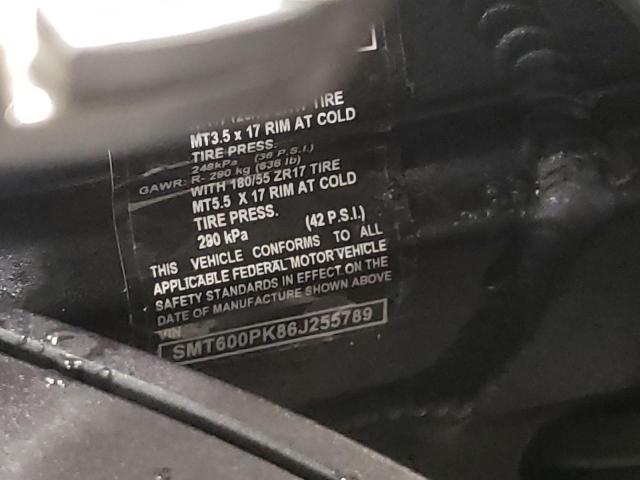 TIRE
MT3.5 x 17 RIM AT COLD
TIRE PRESS.
248kPa (36 P.S.I.)
GAWR: R- 290 kg (638 lb)
WITH 180/55 ZR17 TIRE
MT5.5 X 17 RIM AT COLD
TIRE PRESS.
290 kPa (42 P.S.I.)
THIS VEHICLE CONFORMS TO ALL
APPLICABLE FEDERAL MOTOR VEHICLE
SAFETY STANDARDS IN EFFECT ON THE
DATE OF MANUFACTURE SHOWN ABOVE
VIN
SMT600PK86J255789